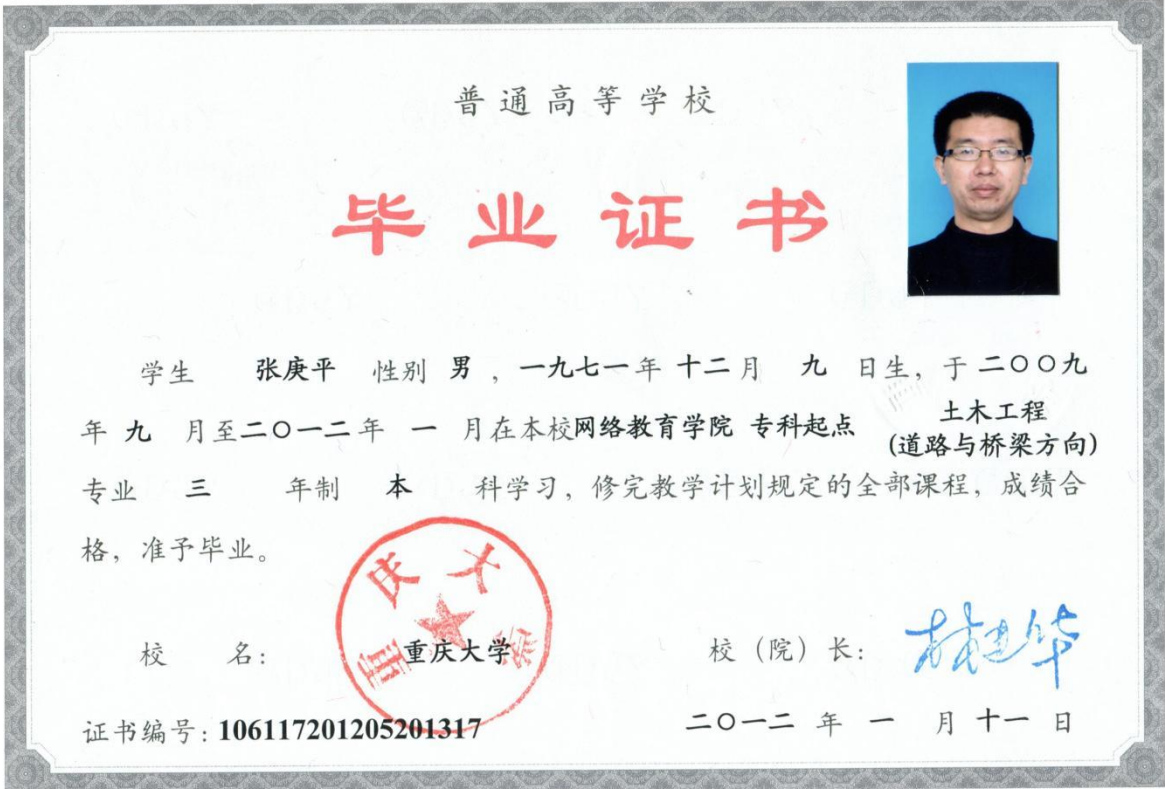 普通高等学校
毕业证书
学生 张庚平 性别 男 ，一九七一年 十二月 九 日生，于 二〇〇九
年 九 月至二〇一二年 一 月在本校网络教育学院 专科起点 土木工程
(道路与桥梁方向)
专业 三 年制 本 科学习，修完教学计划规定的全部课程，成绩合
格，准予毕业。
重庆大学
校 名： 重庆大学 校（院）长： 林建华
证书编号：106117201205201317 二〇一二 年 一 月 十一 日